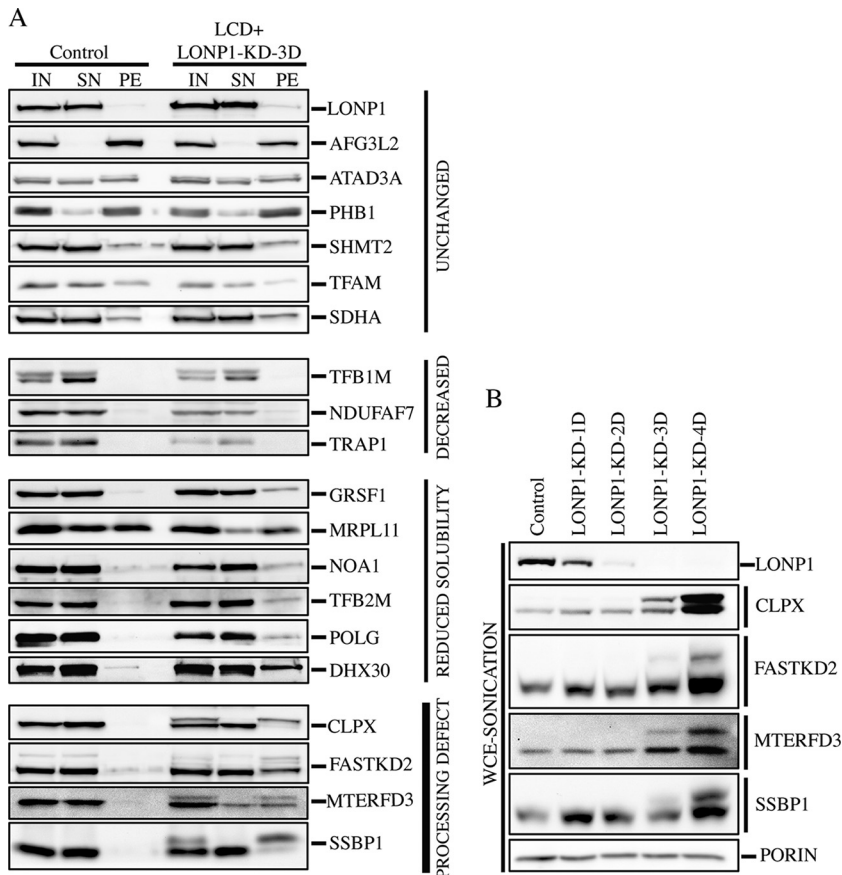 A
Control
LCD+
LONP1-KD-3D
IN SN PE IN SN PE
LONP1
AFG3L2
ATAD3A
PHB1
SHMT2
TFAM
SDHA
UNCHANGED
TFB1M
NDUFAF7
TRAP1
DECREASED
GRSF1
MRPL11
NOA1
TFB2M
POLG
DHX30
REDUCED SOLUBILITY
CLPX
FASTKD2
MTERFD3
SSBP1
PROCESSING DEFECT
B
Control
LONP1-KD-1D
LONP1-KD-2D
LONP1-KD-3D
LONP1-KD-4D
WCE-SONICATION
LONP1
CLPX
FASTKD2
MTERFD3
SSBP1
PORIN